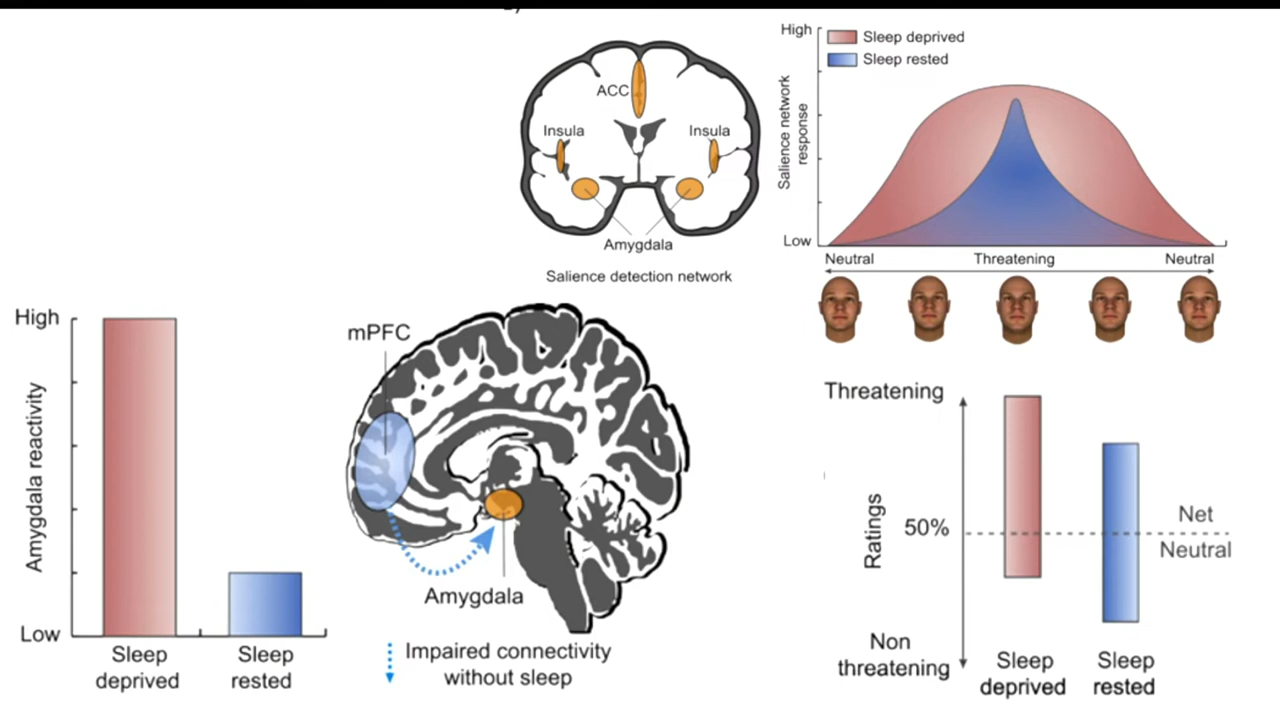 ACC
Insula
Insula
Amygdala
Salience detection network
High
Sleep deprived
Sleep rested
Salience network
response
Low
Neutral
Threatening
Neutral
High
Amygdala reactivity
Low
Sleep
deprived
Sleep
rested
mPFC
Amygdala
Impaired connectivity
without sleep
Threatening
Ratings
50%
Net
Neutral
Non
threatening
Sleep
deprived
Sleep
rested